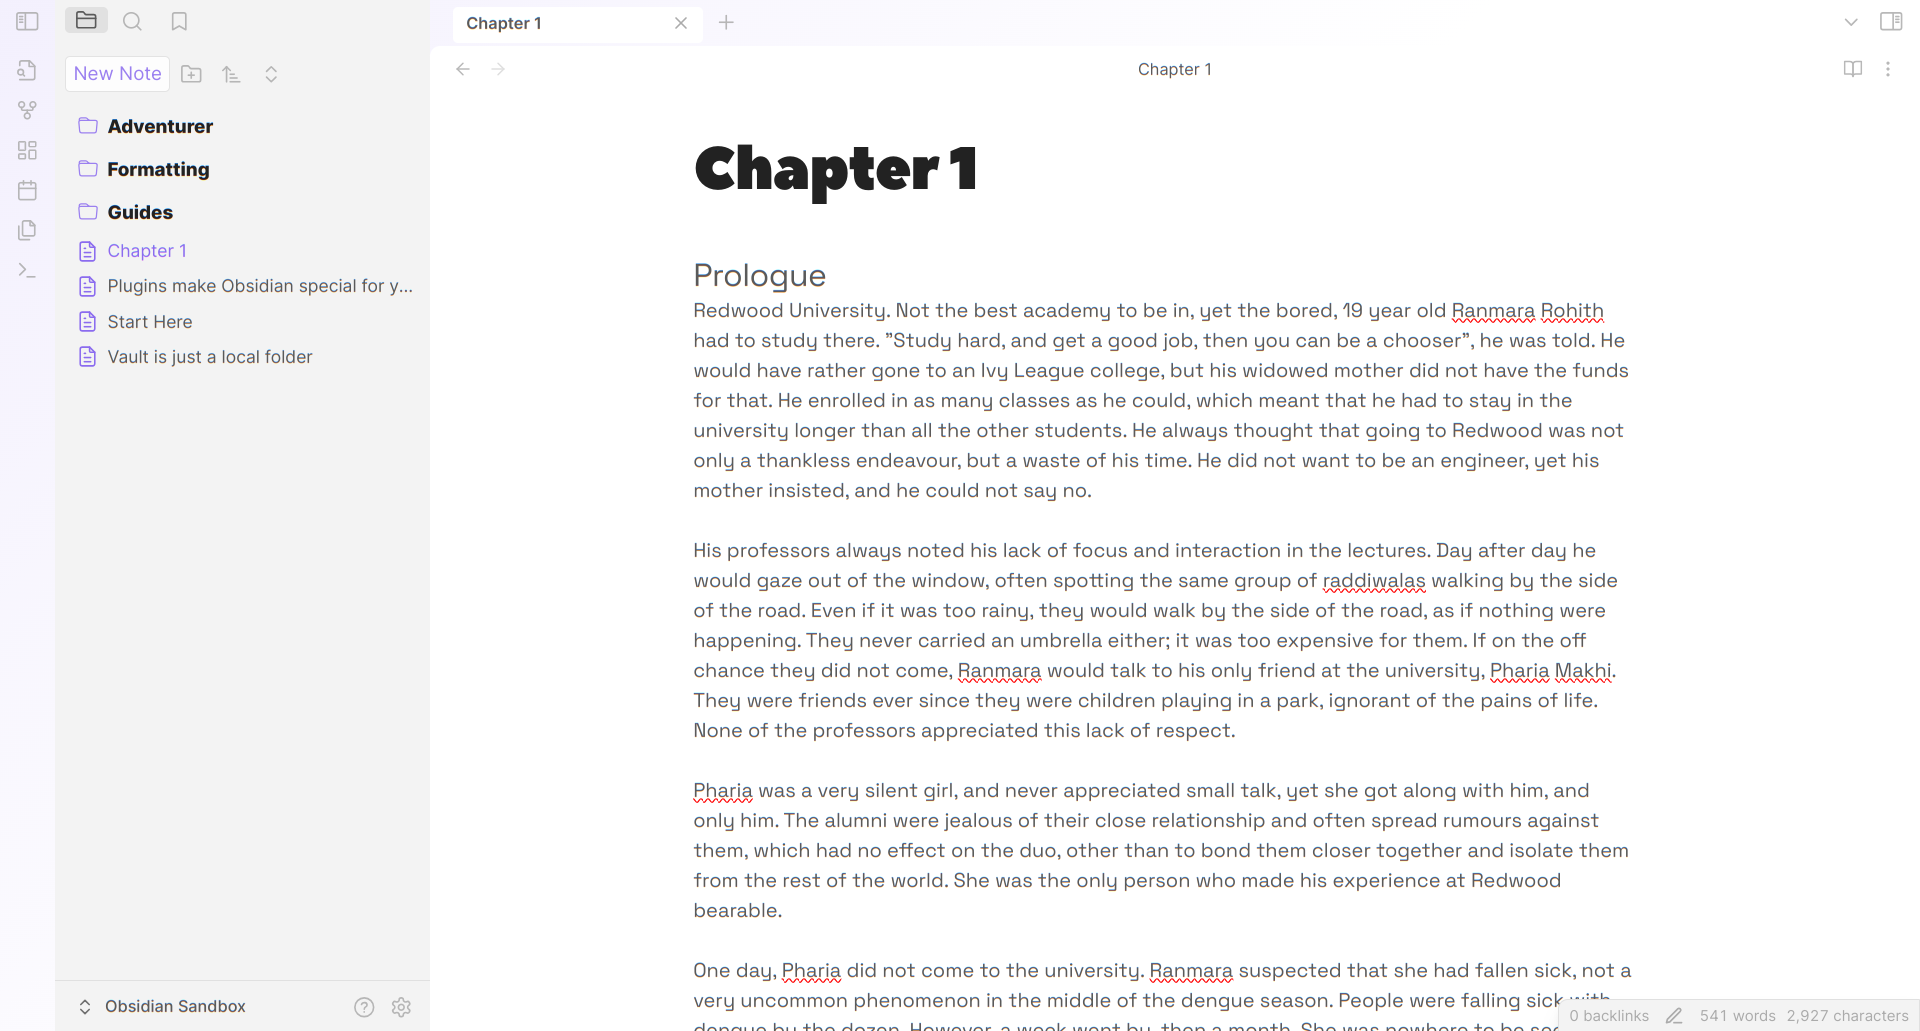 Chapter 1
New Note
Adventurer
Formatting
Guides
Chapter 1
Plugins make Obsidian special for y...
Start Here
Vault is just a local folder
Obsidian Sandbox
Chapter 1
Chapter 1
Prologue
Redwood University. Not the best academy to be in, yet the bored, 19 year old Ranmara Rohith
had to study there. ”Study hard, and get a good job, then you can be a chooser”, he was told. He
would have rather gone to an Ivy League college, but his widowed mother did not have the funds
for that. He enrolled in as many classes as he could, which meant that he had to stay in the
university longer than all the other students. He always thought that going to Redwood was not
only a thankless endeavour, but a waste of his time. He did not want to be an engineer, yet his
mother insisted, and he could not say no.
His professors always noted his lack of focus and interaction in the lectures. Day after day he
would gaze out of the window, often spotting the same group of raddiwalas walking by the side
of the road. Even if it was too rainy, they would walk by the side of the road, as if nothing were
happening. They never carried an umbrella either; it was too expensive for them. If on the off
chance they did not come, Ranmara would talk to his only friend at the university, Pharia Makhi.
They were friends ever since they were children playing in a park, ignorant of the pains of life.
None of the professors appreciated this lack of respect.
Pharia was a very silent girl, and never appreciated small talk, yet she got along with him, and
only him. The alumni were jealous of their close relationship and often spread rumours against
them, which had no effect on the duo, other than to bond them closer together and isolate them
from the rest of the world. She was the only person who made his experience at Redwood
bearable.
One day, Pharia did not come to the university. Ranmara suspected that she had fallen sick, not a
very uncommon phenomenon in the middle of the dengue season. People were falling sick with
dengue by the dozen. However, a week went by, then a month. She was nowhere to be
0 backlinks 541 words 2,927 characters